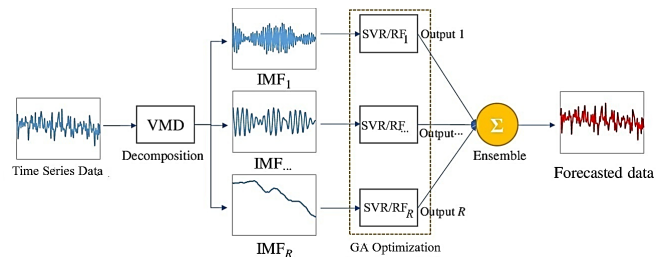 Time Series Data
VMD
Decomposition
IMF1
IMF...
IMFR
SVR/RF1
SVR/RF...
SVR/RFR
GA Optimization
Output 1
Output...
Output R
Σ
Ensemble
Forecasted data